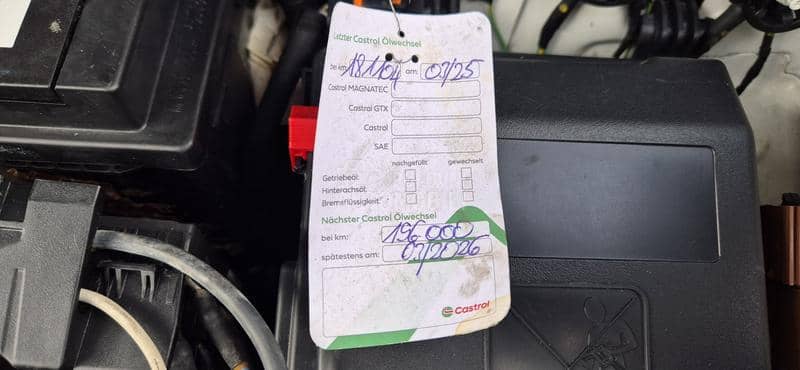 Letzter Castrol Ölwechsel
bei km: 181104 am: 07/25
Castrol MAGNATEC
Castrol GTX
Castrol
SAE
nachgefüllt gewechselt
Getriebeöl:
Hinterachsöl:
Bremsflüssigkeit:
Nächster Castrol Ölwechsel
bei km: 196 000
spätestens am: 07/2026
Castrol